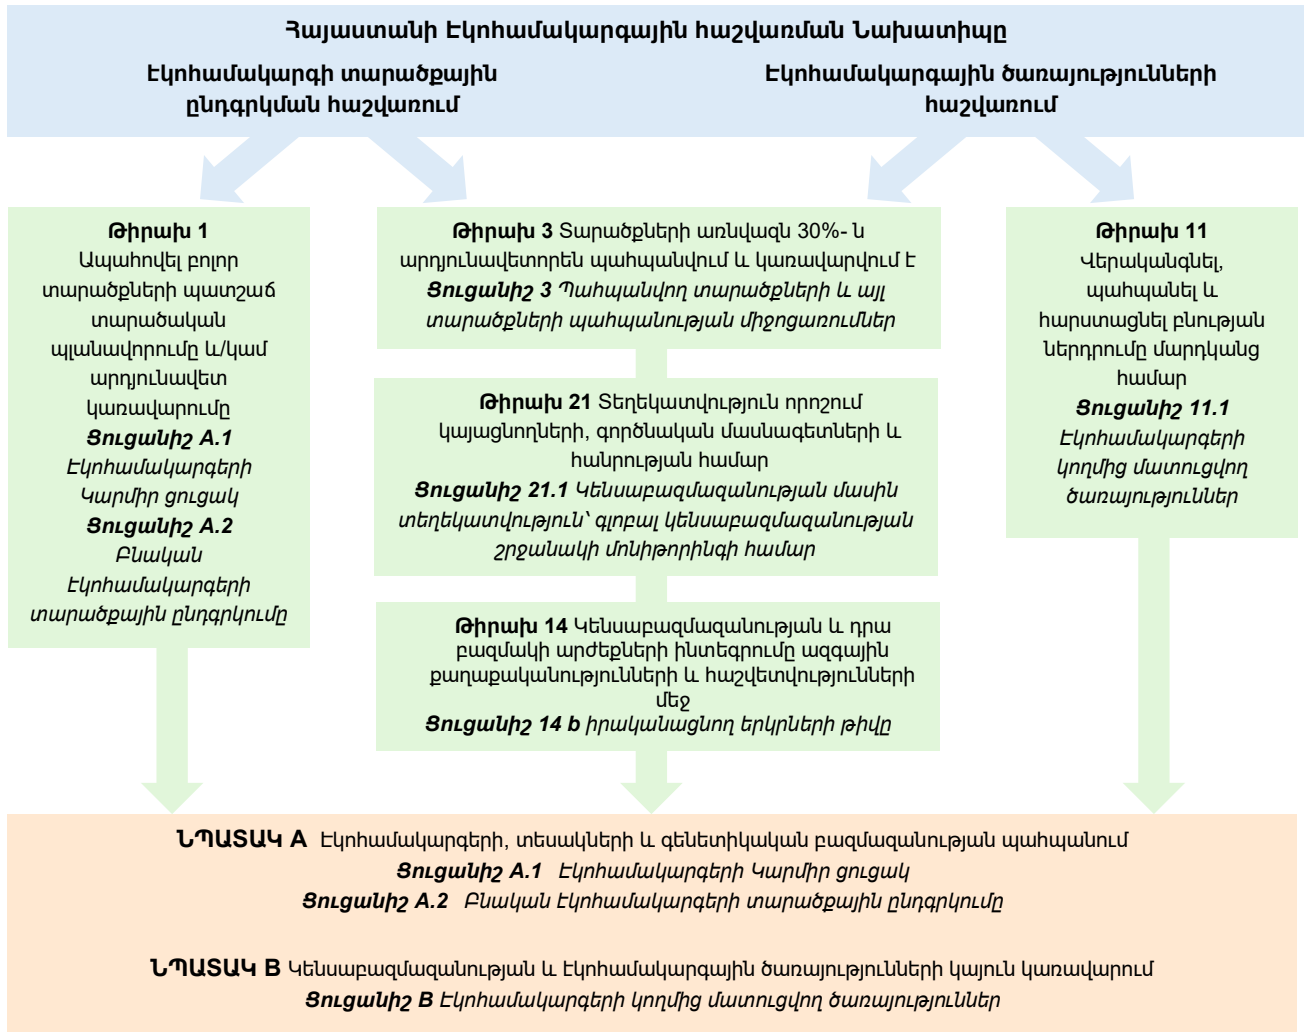 Հայաստանի Էկոհամակարգային հաշվառման Նախատիպը
Էկոհամակարգի տարածքային
ընդգրկման հաշվառում
Էկոհամակարգային ծառայությունների
հաշվառում
Թիրախ 1
Ապահովել բոլոր
տարածքների պատշաճ
տարածական
պլանավորումը և/կամ
արդյունավետ
կառավարումը
Ցուցանիշ A.1
Էկոհամակարգերի
Կարմիր ցուցակ
Ցուցանիշ A.2
Բնական
էկոհամակարգերի
տարածքային ընդգրկումը
Թիրախ 3 Տարածքների առնվազն 30%- ն
արդյունավետորեն պահպանվում և կառավարվում է
Ցուցանիշ 3 Պահպանվող տարածքների և այլ
տարածքների պահպանության միջոցառումներ
Թիրախ 21 Տեղեկատվություն որոշում
կայացնողների, գործնական մասնագետների և
հանրության համար
Ցուցանիշ 21.1 Կենսաբազմազանության մասին
տեղեկատվություն՝ գլոբալ կենսաբազմազանության
շրջանակի մոնիթորինգի համար
Թիրախ 14 Կենսաբազմազանության և դրա
բազմակի արժեքների ինտեգրումը ազգային
քաղաքականությունների և հաշվետվությունների
մեջ
Ցուցանիշ 14 b իրականացնող երկրների թիվը
Թիրախ 11
Վերականգնել,
պահպանել և
հարստացնել բնության
ներդրումը մարդկանց
համար
Ցուցանիշ 11.1
Էկոհամակարգերի
կողմից մատուցվող
ծառայություններ
ՆՊԱՏԱԿ A Էկոհամակարգերի, տեսակների և գենետիկական բազմազանության պահպանում
Ցուցանիշ A.1 Էկոհամակարգերի Կարմիր ցուցակ
Ցուցանիշ A.2 Բնական էկոհամակարգերի տարածքային ընդգրկումը
ՆՊԱՏԱԿ B Կենսաբազմազանության և էկոհամակարգային ծառայությունների կայուն կառավարում
Ցուցանիշ B Էկոհամակարգերի կողմից մատուցվող ծառայություններ